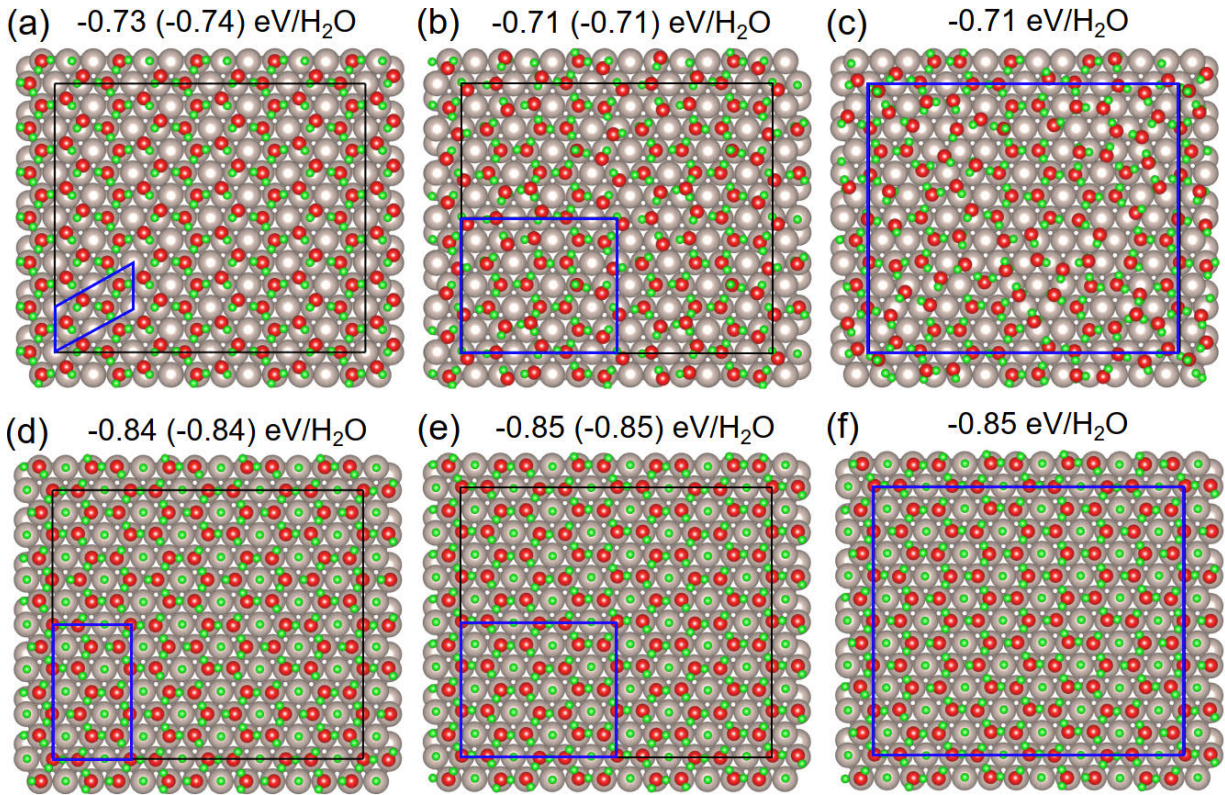 (a) -0.73 (-0.74) eV/H₂O
(b) -0.71 (-0.71) eV/H₂O
(c) -0.71 eV/H₂O
(d) -0.84 (-0.84) eV/H₂O
(e) -0.85 (-0.85) eV/H₂O
(f) -0.85 eV/H₂O